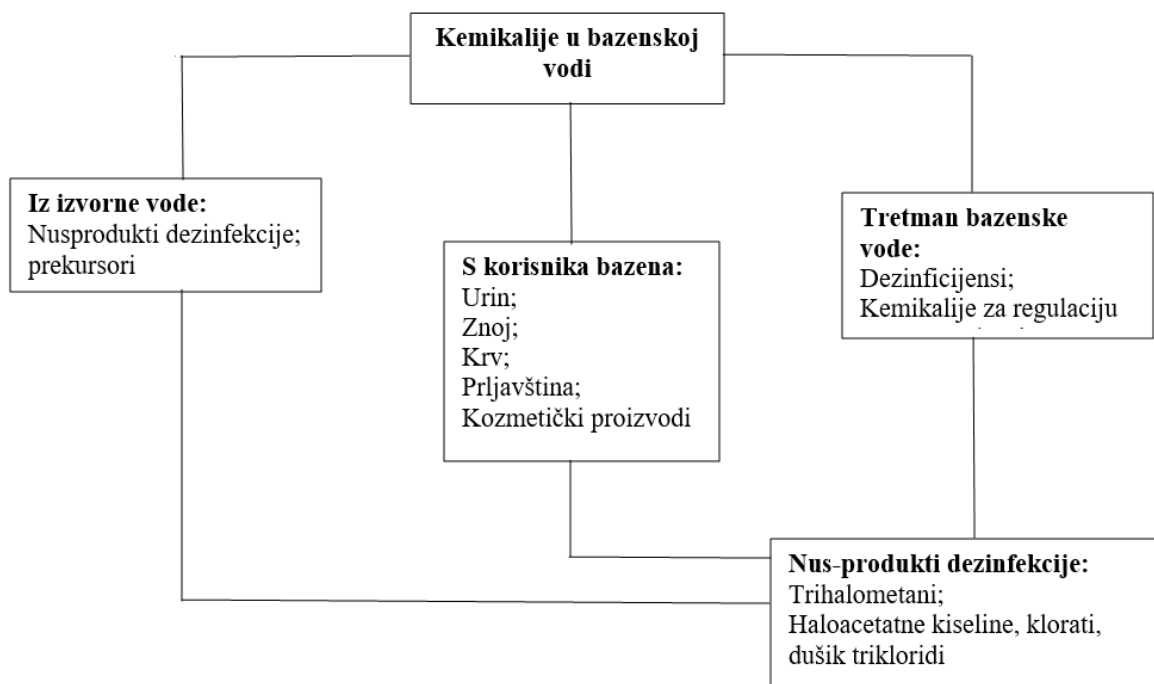 Kemikalije u bazenskoj
vodi
Iz izvorne vode:
Nusprodukti dezinfekcije;
prekursori
S korisnika bazena:
Urin;
Znoj;
Krv;
Prljavština;
Kozmetički proizvodi
Tretman bazenske
vode:
Dezinficijensi;
Kemikalije za regulaciju
Nus-produkti dezinfekcije:
Trihalometani;
Haloacetatne kiseline, klorati,
dušik trikloridi